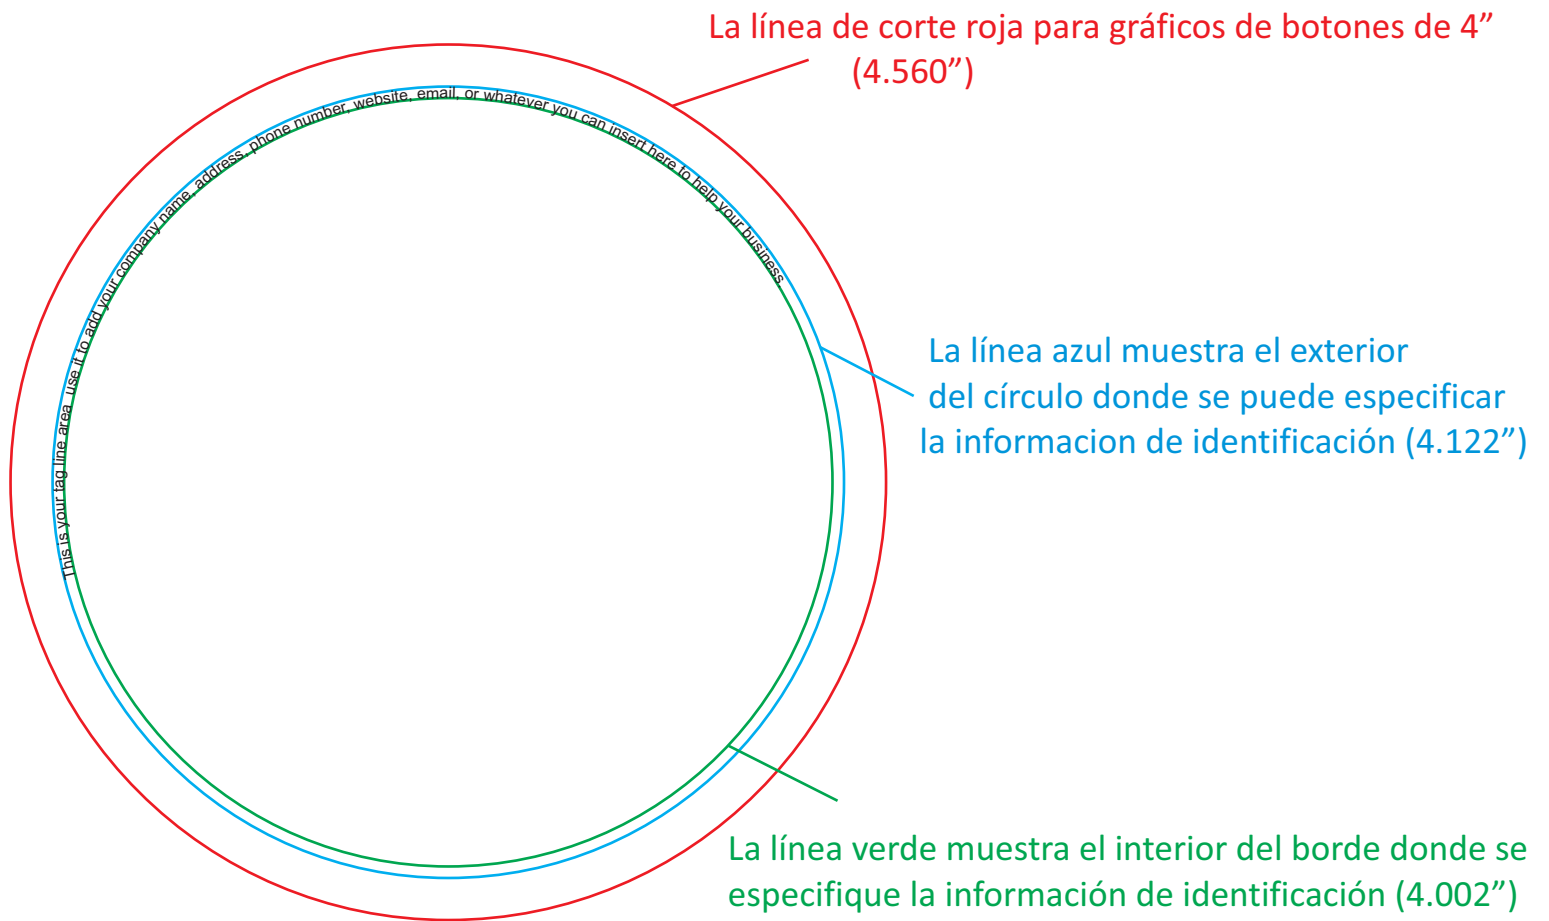 La línea de corte roja para gráficos de botones de 4”
(4.560”)
This is your tag line area  use it to add your company name, address, phone number, website, email, or whatever you can insert here to help your business.
La línea azul muestra el exterior
del círculo donde se puede especificar
la informacion de identificación (4.122”)
La línea verde muestra el interior del borde donde se
especifique la información de identificación (4.002”)